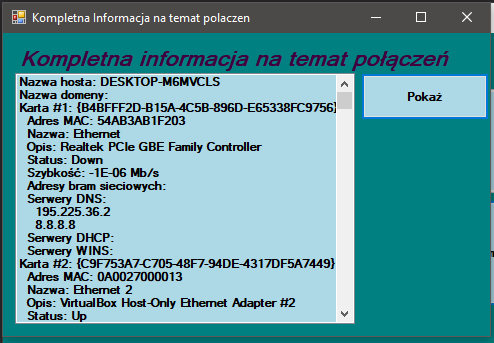 Kompletna Informacja na temat polaczen
Kompletna informacja na temat połączeń
Nazwa hosta: DESKTOP-M6MVCLS
Nazwa domeny:
Karta #1: {B4BFFF2D-B15A-4C5B-896D-E65338FC9756}
Adres MAC: 54AB3AB1F203
Nazwa: Ethernet
Opis: Realtek PCIe GBE Family Controller
Status: Down
Szybkość: -1E-06 Mb/s
Adresy bram sieciowych:
Serwery DNS:
195.225.36.2
8.8.8.8
Serwery DHCP:
Serwery WINS:
Karta #2: {C9F753A7-C705-48F7-94DE-4317DF5A7449}
Adres MAC: 0A0027000013
Nazwa: Ethernet 2
Opis: VirtualBox Host-Only Ethernet Adapter #2
Status: Up
Pokaż